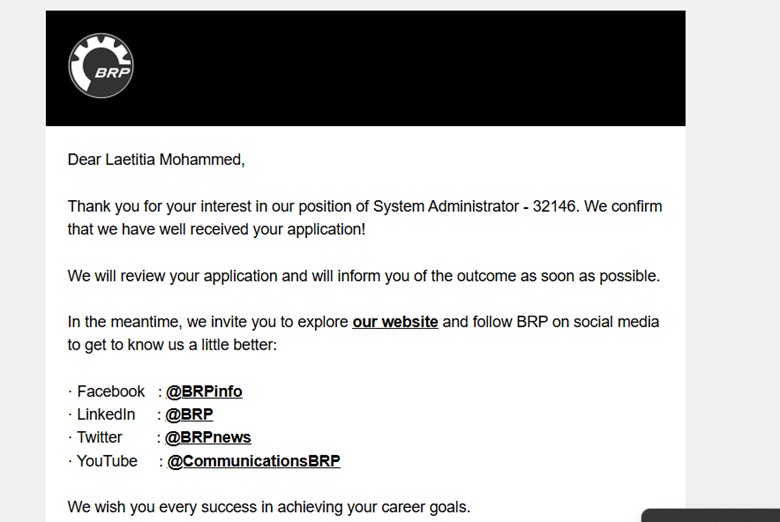 BRP
Dear Laetitia Mohammed,
Thank you for your interest in our position of System Administrator - 32146. We confirm
that we have well received your application!
We will review your application and will inform you of the outcome as soon as possible.
In the meantime, we invite you to explore our website and follow BRP on social media
to get to know us a little better:
· Facebook : @BRPinfo
· LinkedIn : @BRP
· Twitter : @BRPnews
· YouTube : @CommunicationsBRP
We wish you every success in achieving your career goals.